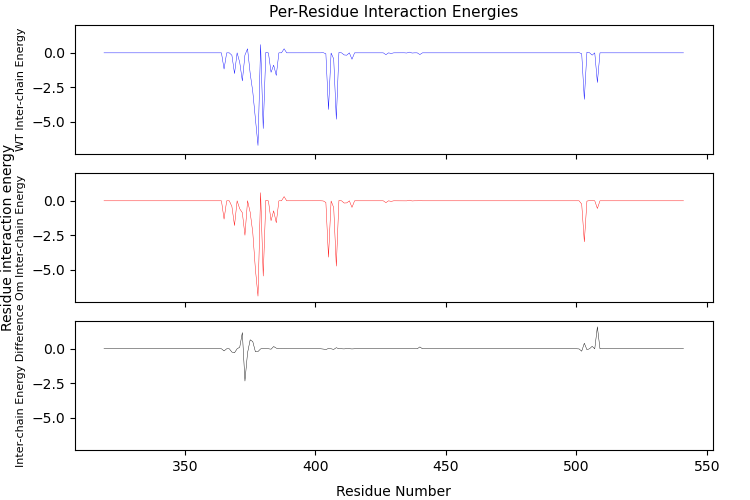 Per-Residue Interaction Energies
Residue interaction energy
WT Inter-chain Energy
0.0
−2.5
−5.0
Om Inter-chain Energy
0.0
−2.5
−5.0
Inter-chain Energy Difference
0.0
−2.5
−5.0
350 400 450 500 550
Residue Number